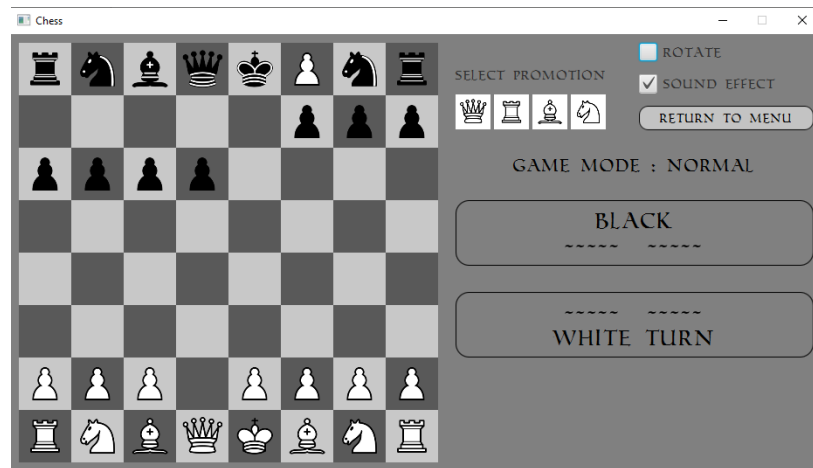 Chess
ROTATE
SELECT PROMOTION
SOUND EFFECT
RETURN TO MENU
GAME MODE : NORMAL
BLACK
~~~~~ ~~~~~
~~~~~ ~~~~~
WHITE TURN